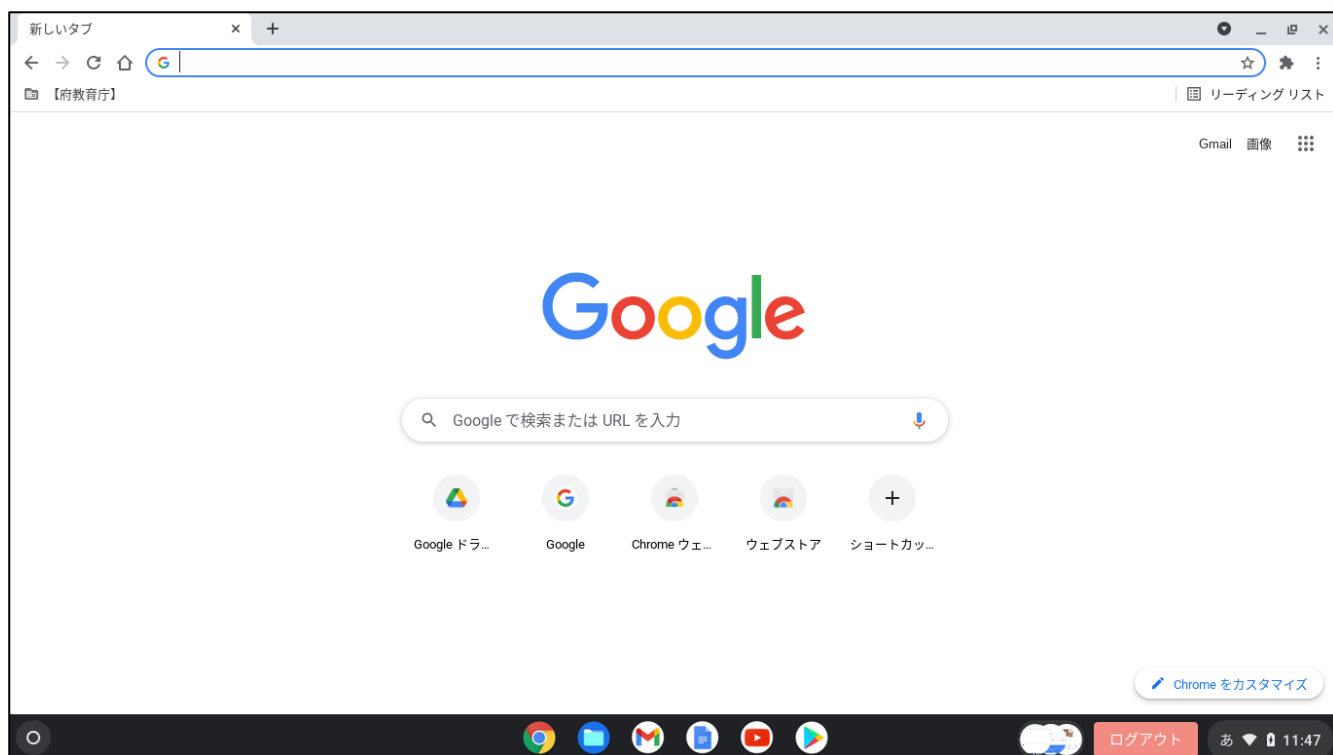 新しいタブ
【府教育庁】
リーディング リスト
Gmail 画像
Google
Google で検索または URL を入力
Google ドラ... Google Chrome ウェ... ウェブストア ショートカッ...
Chrome をカスタマイズ
ログアウト あ 11:47